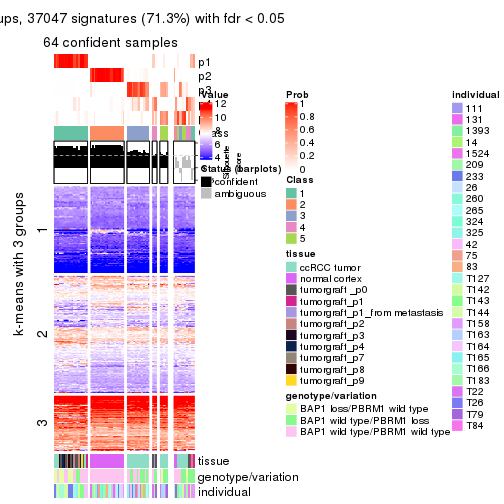 ups, 37047 signatures (71.3%) with fdr < 0.05
64 confident samples
p1
p2
p3
Value
12
10
8
6
4
Status (barplots)
confident
ambiguous
k-means with 3 groups
1
2
3
tissue
genotype/variation
individual
Prob
1
0.8
0.6
0.4
0.2
0
Class
1
2
3
4
5
tissue
ccRCC tumor
normal cortex
tumorgraft_p0
tumorgraft_p1
tumorgraft_p1_from metastasis
tumorgraft_p2
tumorgraft_p3
tumorgraft_p4
tumorgraft_p7
tumorgraft_p8
tumorgraft_p9
genotype/variation
BAP1 loss/PBRM1 wild type
BAP1 wild type/PBRM1 loss
BAP1 wild type/PBRM1 wild type
individual
111
131
1393
14
1524
209
233
26
260
265
324
325
42
75
83
T127
T142
T143
T144
T158
T163
T164
T165
T166
T183
T22
T26
T79
T84